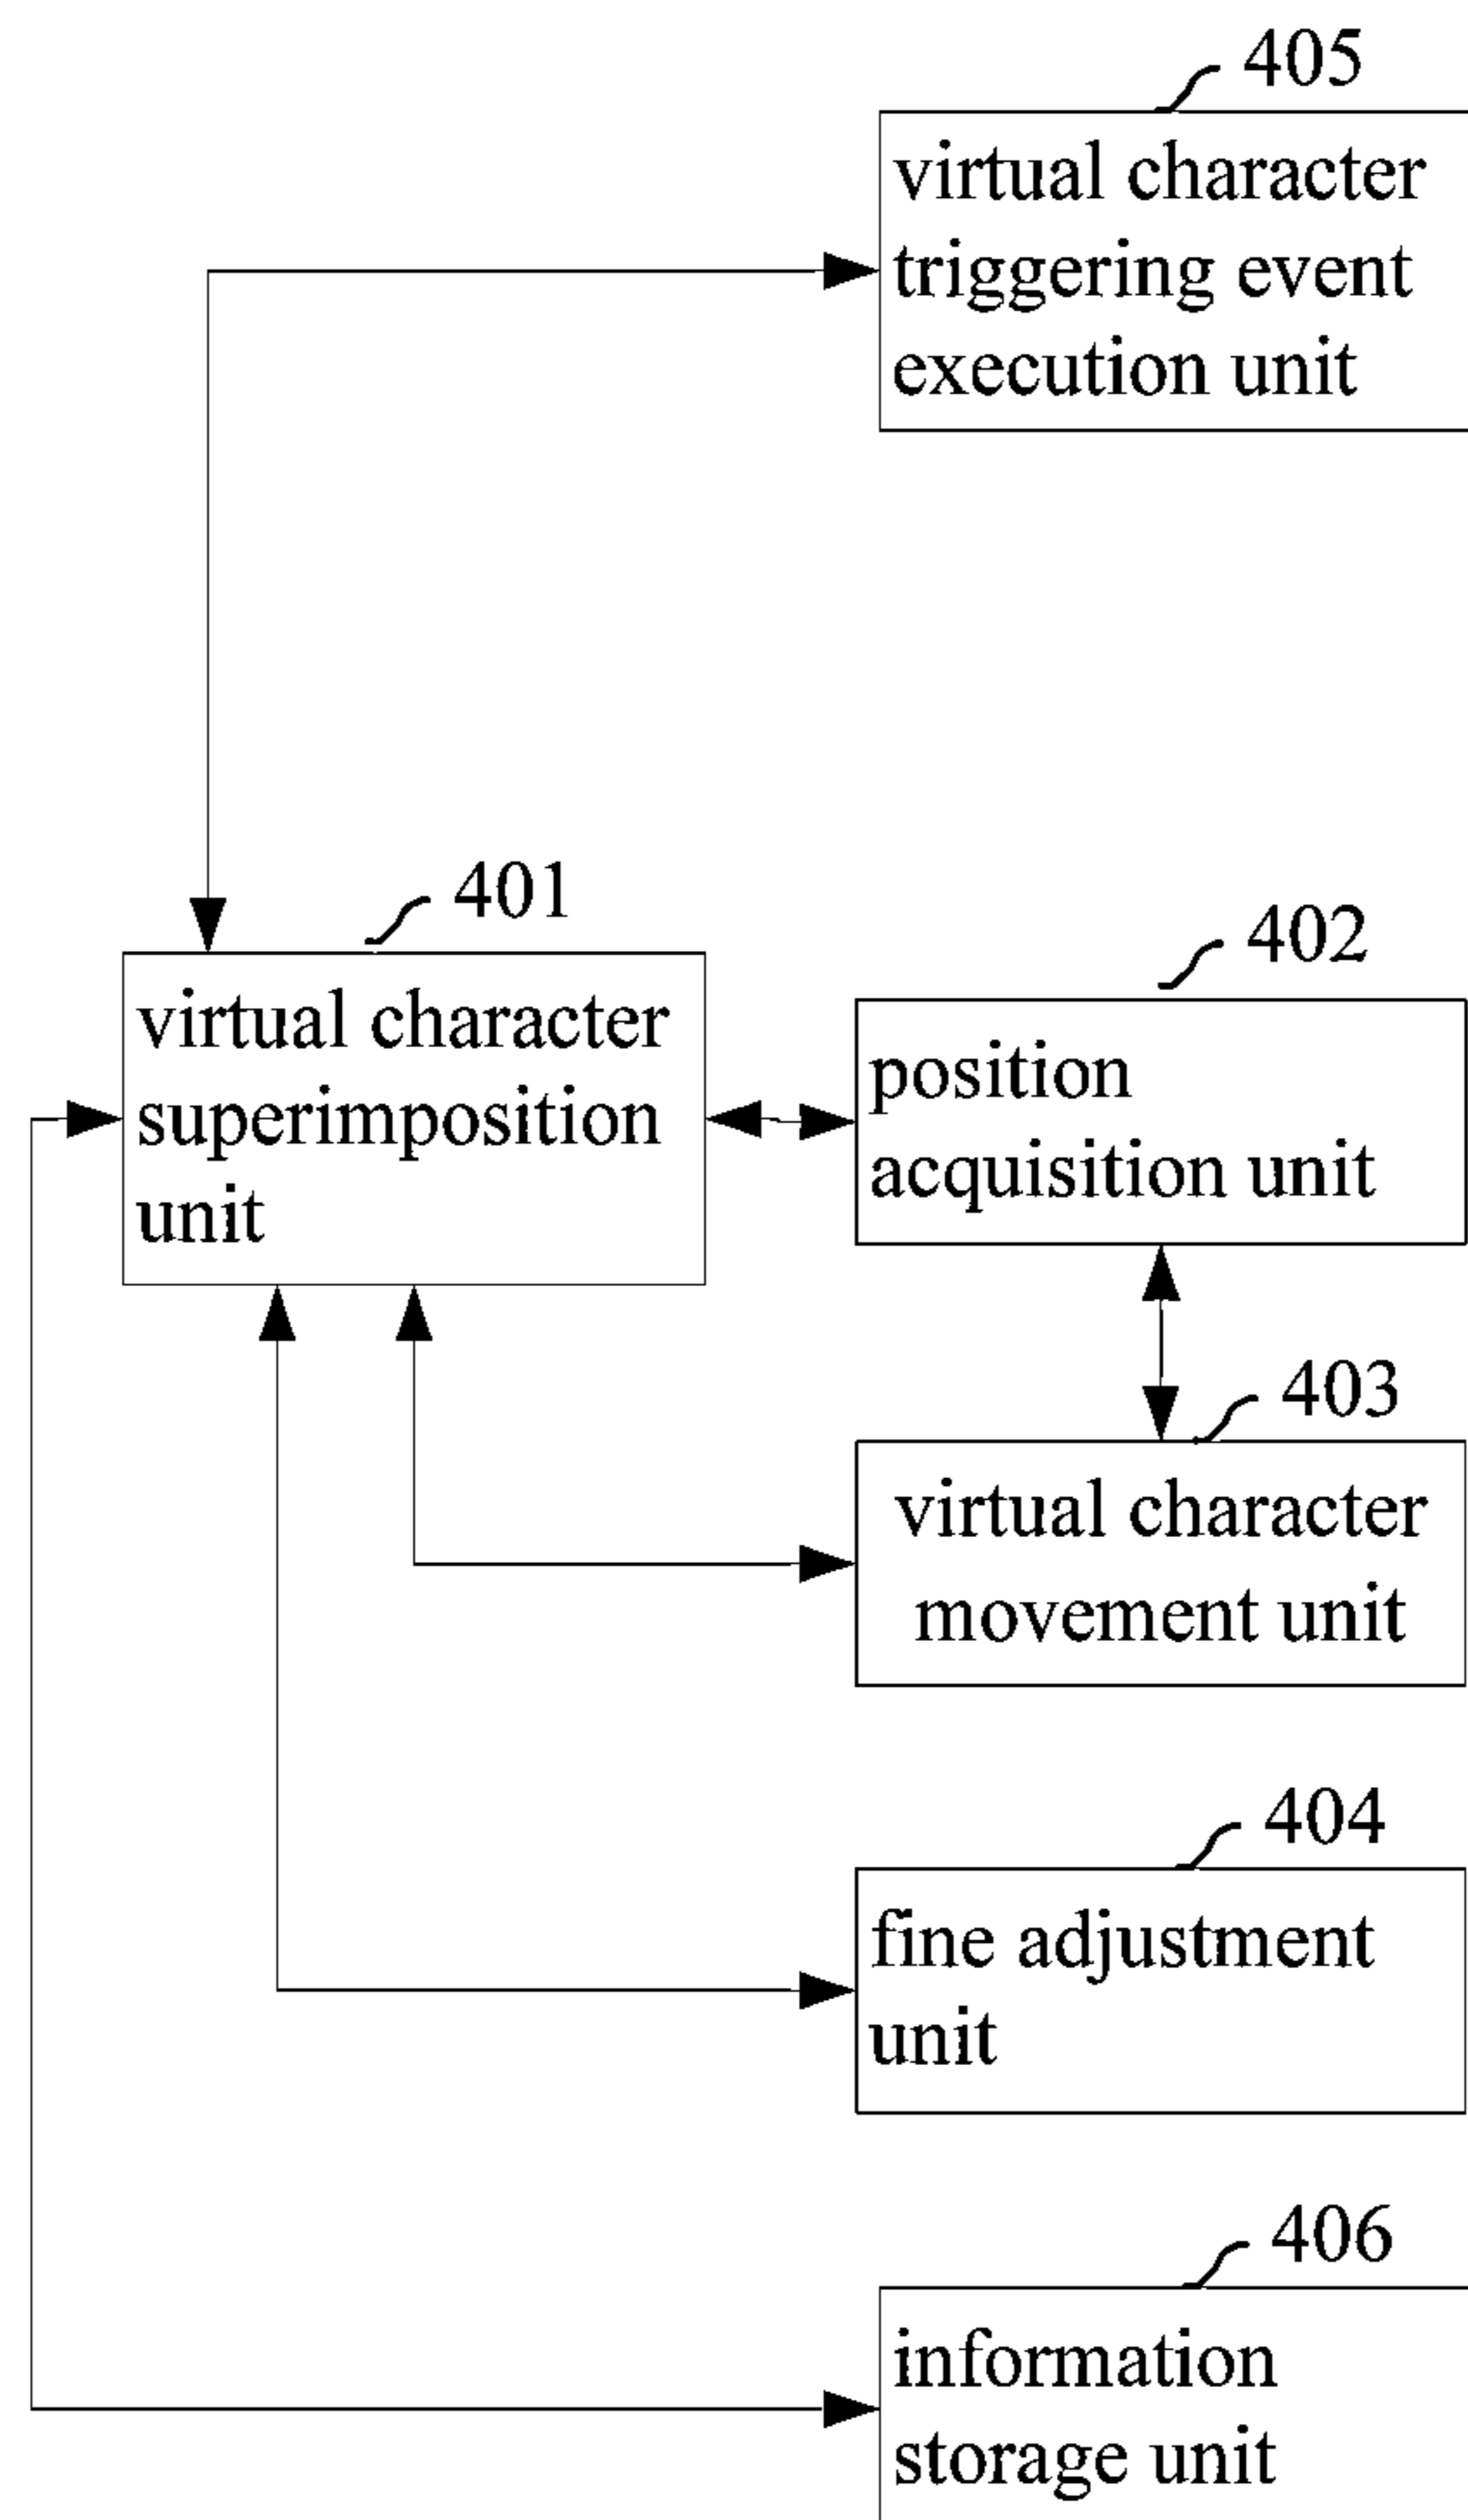 405
virtual character
triggering event
execution unit
401
virtual character
superimposition
unit
402
position
acquisition unit
403
virtual character
movement unit
404
fine adjustment
unit
406
information
storage unit